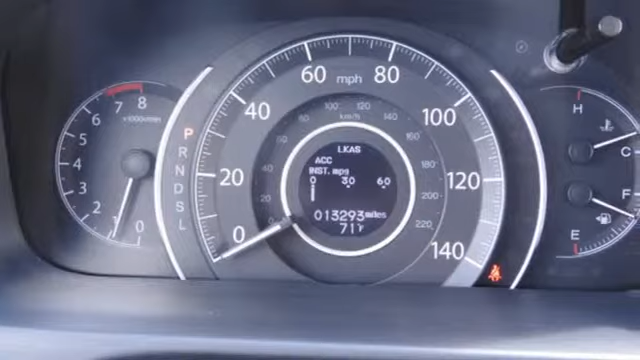 8
7
6
5
4
3
2
1
0
x1000r/min
P
R
N
D
S
L
0
20
40
60
mph
80
100
120
140
20
40
60
80
100
120
km/h
140
160
180
200
220
LKAS
ACC
INST. mpg
0 30 60
013293 miles
71°F
H
C
F
E